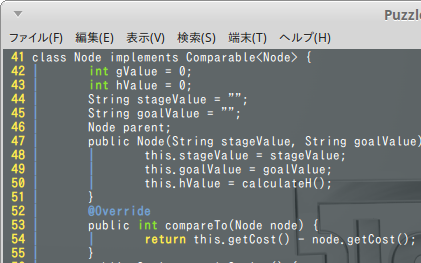 Puzzle
ファイル(F) 編集(E) 表示(V) 検索(S) 端末(T) ヘルプ(H)
41 class Node implements Comparable<Node> {
42 int gValue = 0;
43 int hValue = 0;
44 String stageValue = "";
45 String goalValue = "";
46 Node parent;
47 public Node(String stageValue, String goalValue)
48 this.stageValue = stageValue;
49 this.goalValue = goalValue;
50 this.hValue = calculateH();
51 }
52 @Override
53 public int compareTo(Node node) {
54 return this.getCost() - node.getCost();
55 }